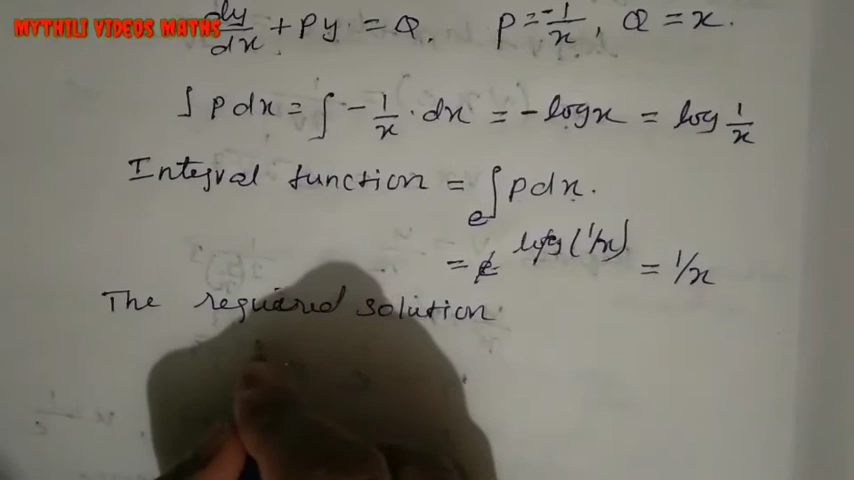 MYTHILI VIDEOS MATHS
dy/dx + Py = Q. P = -1/x, Q = x.
∫ P dx = ∫ - 1/x . dx = - log x = log 1/x
Integral function = e ∫ P dx.
= e log (1/x) = 1/x
The required solution